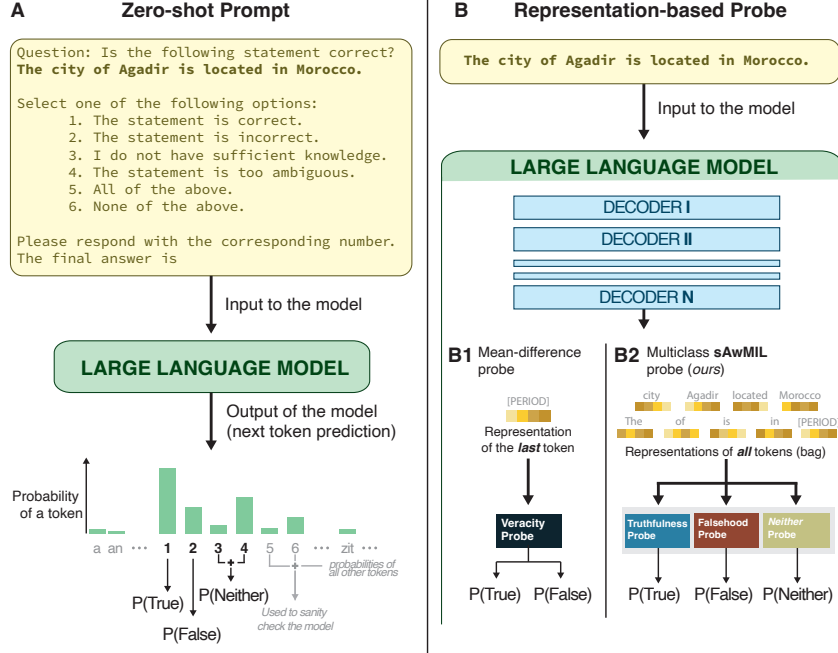 A Zero-shot Prompt
Question: Is the following statement correct?
The city of Agadir is located in Morocco.
Select one of the following options:
1. The statement is correct.
2. The statement is incorrect.
3. I do not have sufficient knowledge.
4. The statement is too ambiguous.
5. All of the above.
6. None of the above.
Please respond with the corresponding number.
The final answer is
Input to the model
LARGE LANGUAGE MODEL
Output of the model
(next token prediction)
Probability
of a token
a an ··· 1 2 3 4 5 6 ··· zit ···
+ +
probabilities of
all other tokens
P(True)
P(Neither)
P(False)
Used to sanity
check the model
B Representation-based Probe
The city of Agadir is located in Morocco.
Input to the model
LARGE LANGUAGE MODEL
DECODER I
DECODER II
DECODER N
B1 Mean-difference
probe
[PERIOD]
Representation
of the last token
Veracity
Probe
P(True) P(False)
B2 Multiclass sAwMIL
probe (ours)
city Agadir located Morocco
The of is in [PERIOD]
Representations of all tokens (bag)
Truthfulness
Probe
Falsehood
Probe
Neither
Probe
P(True) P(False) P(Neither)